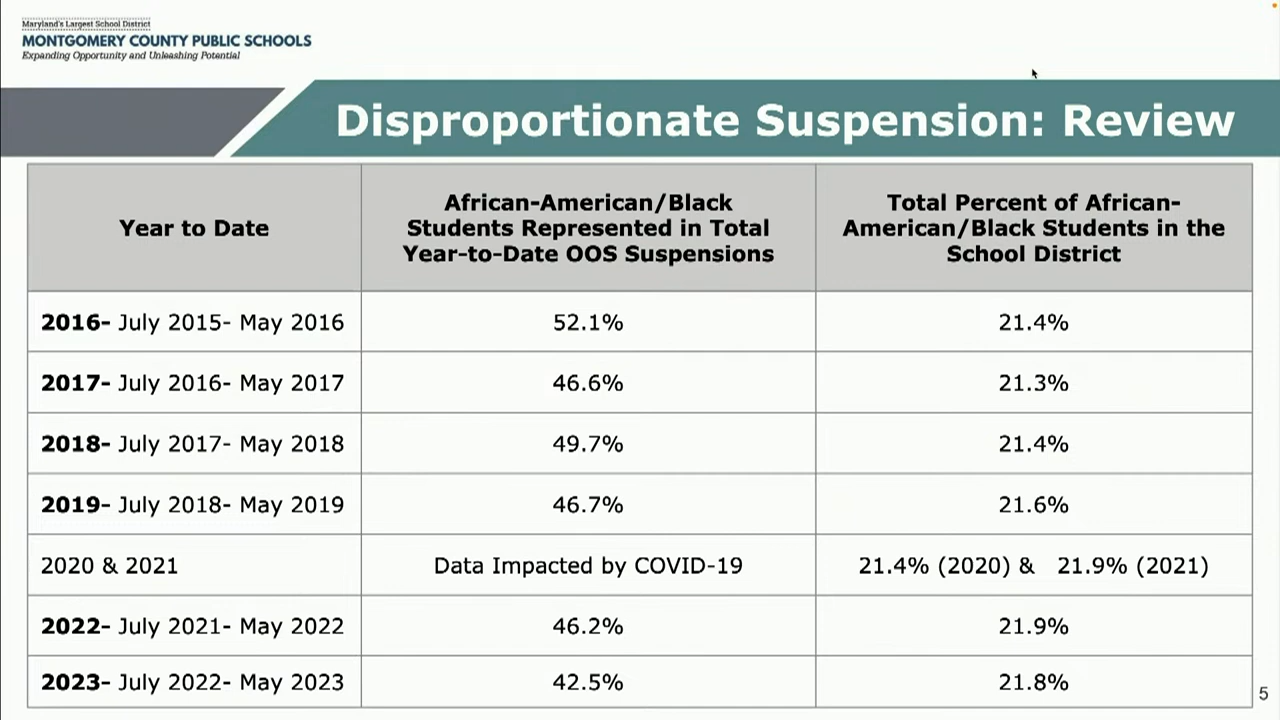 Maryland's Largest School District
MONTGOMERY COUNTY PUBLIC SCHOOLS
Expanding Opportunity and Unleashing Potential
Disproportionate Suspension: Review
Year to Date
African-American/Black
Students Represented in Total
Year-to-Date OOS Suspensions
Total Percent of African-
American/Black Students in the
School District
2016- July 2015- May 2016
52.1%
21.4%
2017- July 2016- May 2017
46.6%
21.3%
2018- July 2017- May 2018
49.7%
21.4%
2019- July 2018- May 2019
46.7%
21.6%
2020 & 2021
Data Impacted by COVID-19
21.4% (2020) & 21.9% (2021)
2022- July 2021- May 2022
46.2%
21.9%
2023- July 2022- May 2023
42.5%
21.8%
5